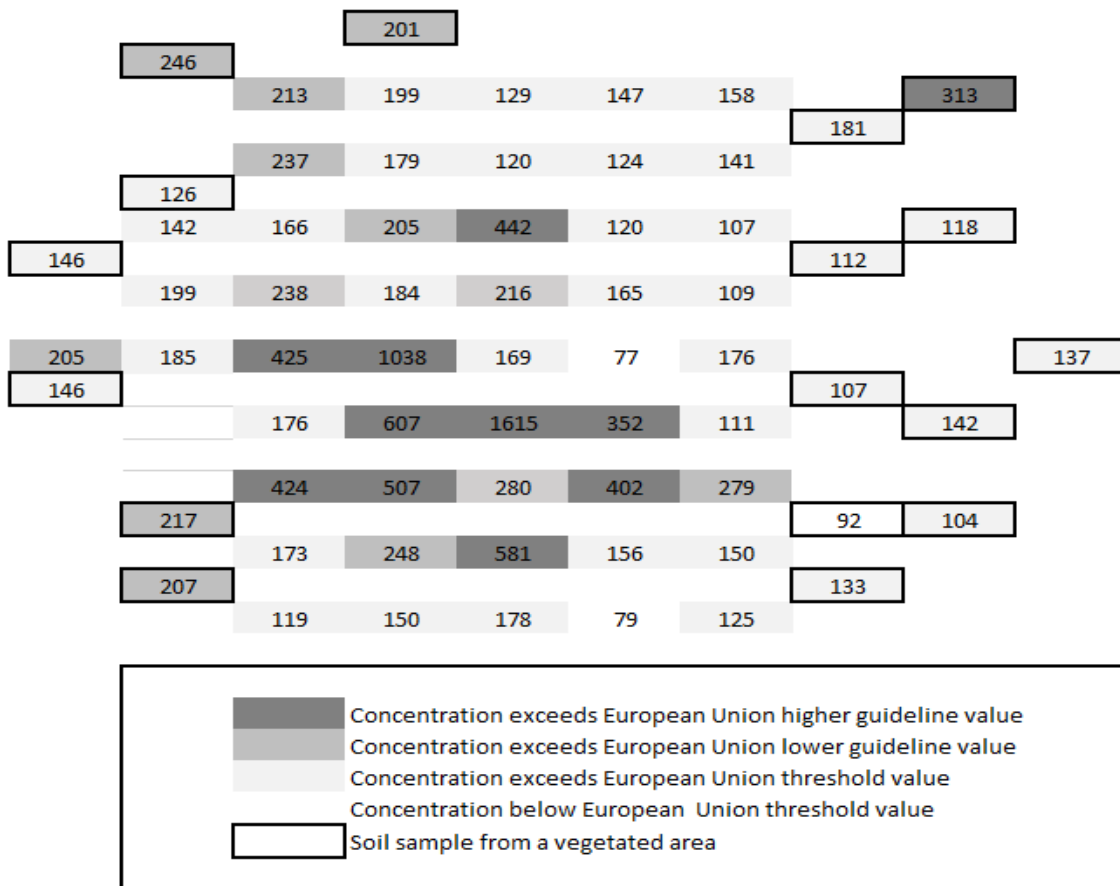 201
246
213 199 129 147 158 313
181
237 179 120 124 141
126
142 166 205 442 120 107 118
146 112
199 238 184 216 165 109
205 185 425 1038 169 77 176 137
146 107
176 607 1615 352 111 142
424 507 280 402 279
217 92 104
173 248 581 156 150
207 133
119 150 178 79 125
Concentration exceeds European Union higher guideline value
Concentration exceeds European Union lower guideline value
Concentration exceeds European Union threshold value
Concentration below European Union threshold value
Soil sample from a vegetated area